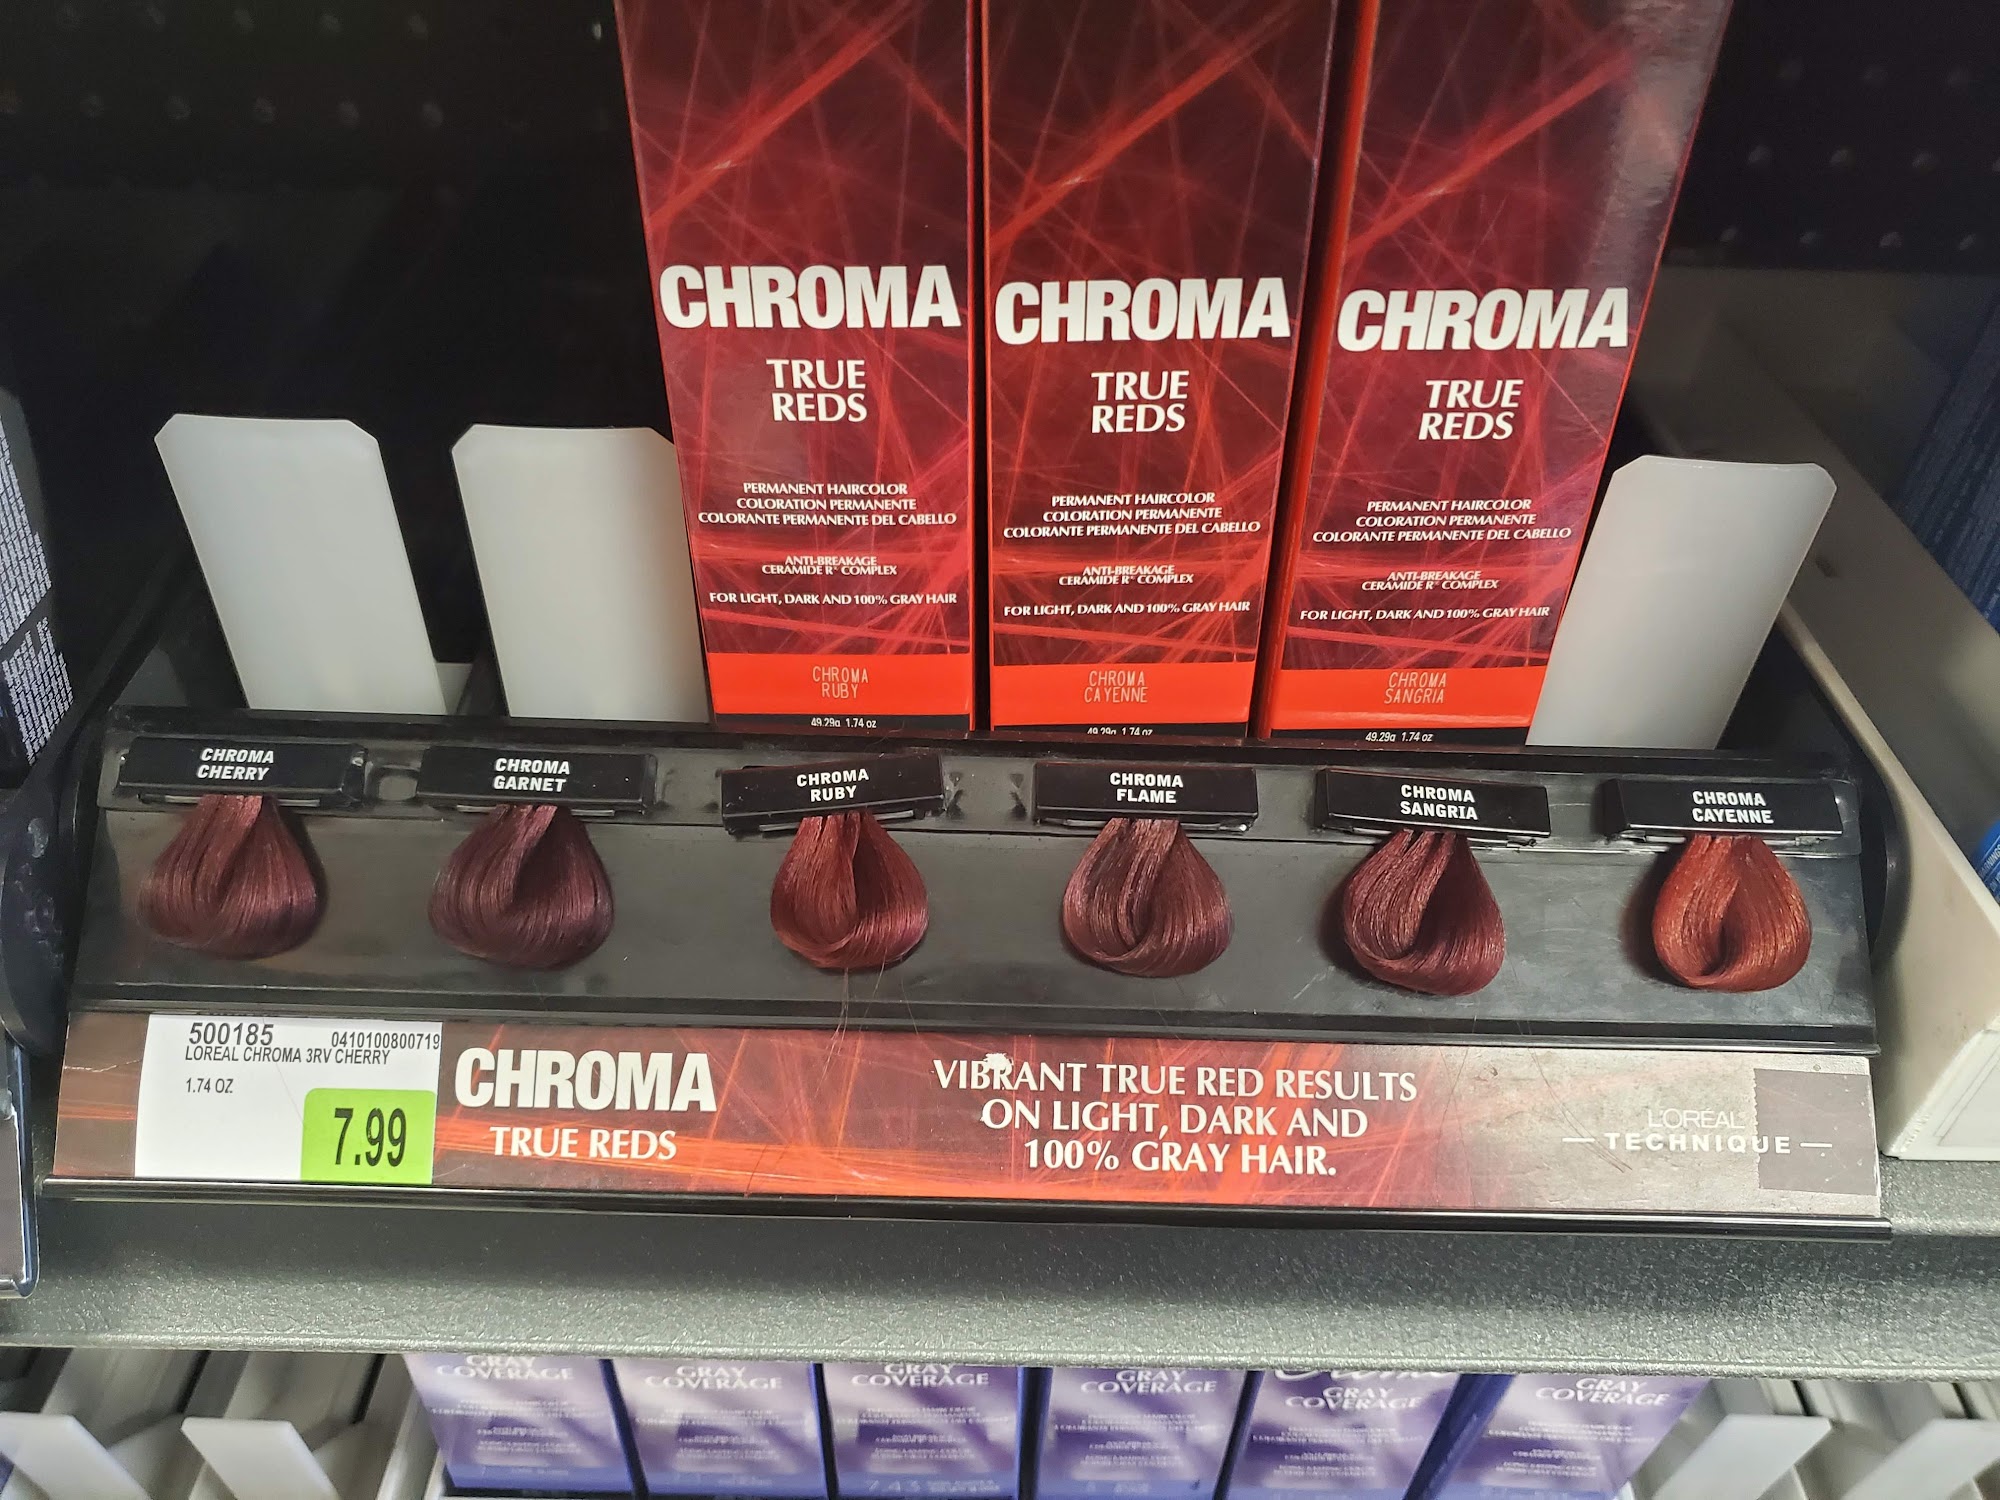 CHROMA
TRUE
REDS
PERMANENT HAIRCOLOR
COLORATION PERMANENTE
COLORANTE PERMANENTE DEL CABELLO
ANTI-BREAKAGE
CERAMIDE R* COMPLEX
FOR LIGHT, DARK AND 100% GRAY HAIR
CHROMA
RUBY
49.29g 1.74 oz
CHROMA
TRUE
REDS
PERMANENT HAIRCOLOR
COLORATION PERMANENTE
COLORANTE PERMANENTE DEL CABELLO
ANTI-BREAKAGE
CERAMIDE R* COMPLEX
FOR LIGHT, DARK AND 100% GRAY HAIR
CHROMA
CAYENNE
49.29g 1.74 oz
CHROMA
TRUE
REDS
PERMANENT HAIRCOLOR
COLORATION PERMANENTE
COLORANTE PERMANENTE DEL CABELLO
ANTI-BREAKAGE
CERAMIDE R* COMPLEX
FOR LIGHT, DARK AND 100% GRAY HAIR
CHROMA
SANGRIA
49.29g 1.74 oz
CHROMA
CHERRY
CHROMA
GARNET
CHROMA
RUBY
CHROMA
FLAME
CHROMA
SANGRIA
CHROMA
CAYENNE
500185 0410100800719
LOREAL CHROMA 3RV CHERRY
1.74 OZ.
7.99
CHROMA
TRUE REDS
VIBRANT TRUE RED RESULTS
ON LIGHT, DARK AND
100% GRAY HAIR.
L'ORÉAL
TECHNIQUE
GRAY
COVERAGE
GRAY
COVERAGE
GRAY
COVERAGE
GRAY
COVERAGE
GRAY
COVERAGE
GRAY
COVERAGE